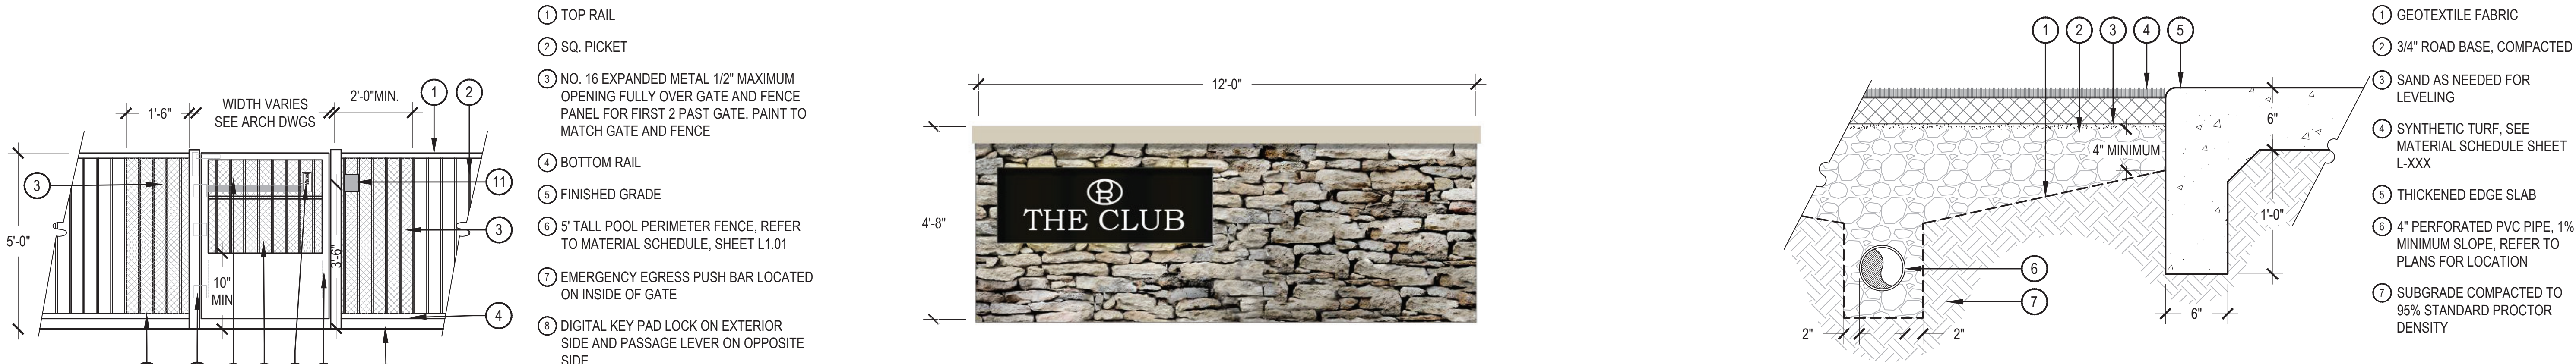 1'-6"
WIDTH VARIES
SEE ARCH DWGS
2'-0"MIN.
1
2
3
5'-0"
11
3
3'-6"
10"
MIN
4
1 TOP RAIL
2 SQ. PICKET
3 NO. 16 EXPANDED METAL 1/2" MAXIMUM
OPENING FULLY OVER GATE AND FENCE
PANEL FOR FIRST 2 PAST GATE. PAINT TO
MATCH GATE AND FENCE
4 BOTTOM RAIL
5 FINISHED GRADE
6 5' TALL POOL PERIMETER FENCE, REFER
TO MATERIAL SCHEDULE, SHEET L1.01
7 EMERGENCY EGRESS PUSH BAR LOCATED
ON INSIDE OF GATE
8 DIGITAL KEY PAD LOCK ON EXTERIOR
SIDE AND PASSAGE LEVER ON OPPOSITE
SIDE
12'-0"
4'-8"
THE CLUB
1
2
3
4
5
6"
4" MINIMUM
1'-0"
6
7
2"
2"
6"
1 GEOTEXTILE FABRIC
2 3/4" ROAD BASE, COMPACTED
3 SAND AS NEEDED FOR
LEVELING
4 SYNTHETIC TURF, SEE
MATERIAL SCHEDULE SHEET
L-XXX
5 THICKENED EDGE SLAB
6 4" PERFORATED PVC PIPE, 1%
MINIMUM SLOPE, REFER TO
PLANS FOR LOCATION
7 SUBGRADE COMPACTED TO
95% STANDARD PROCTOR
DENSITY